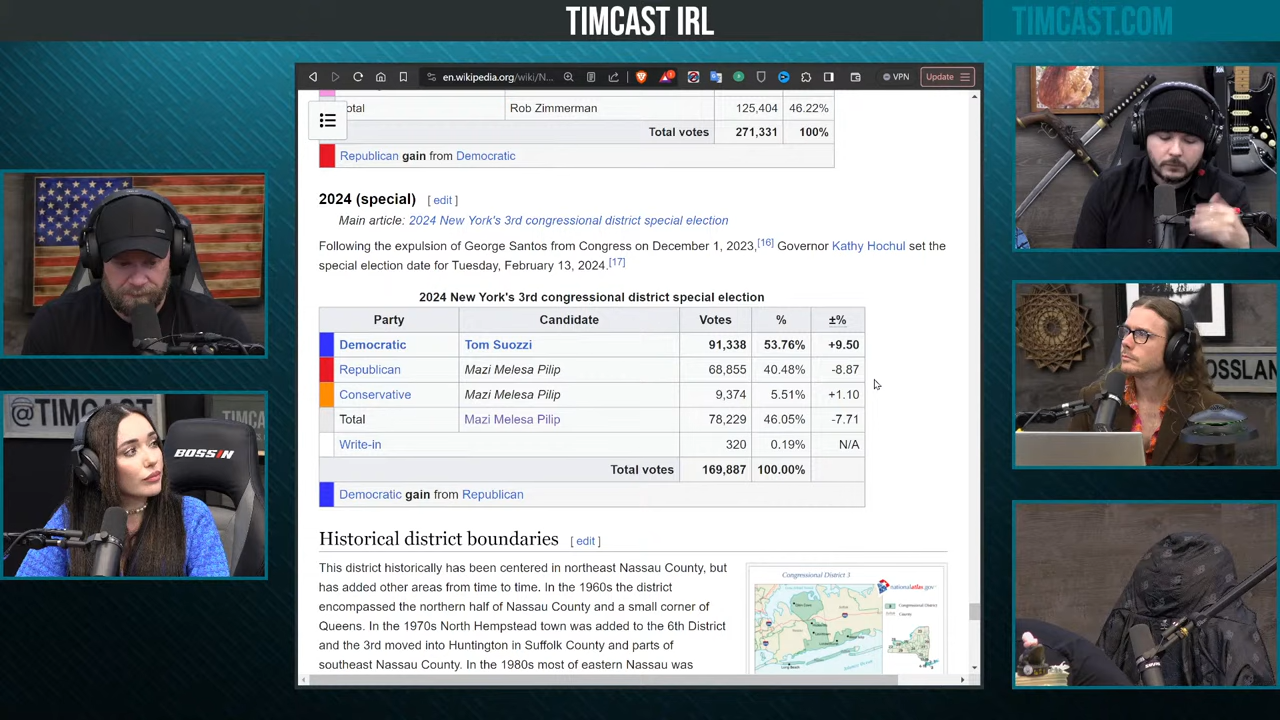 TIMCAST IRL
TIMCAST.COM
en.wikipedia.org/wiki/N...
VPN
Update
otal Rob Zimmerman 125,404 46.22%
Total votes 271,331 100%
Republican gain from Democratic
2024 (special) [ edit ]
Main article: 2024 New York's 3rd congressional district special election
Following the expulsion of George Santos from Congress on December 1, 2023,[16] Governor Kathy Hochul set the
special election date for Tuesday, February 13, 2024.[17]
2024 New York's 3rd congressional district special election
Party Candidate Votes % ±%
Democratic Tom Suozzi 91,338 53.76% +9.50
Republican Mazi Melesa Pilip 68,855 40.48% -8.87
Conservative Mazi Melesa Pilip 9,374 5.51% +1.10
Total Mazi Melesa Pilip 78,229 46.05% -7.71
Write-in 320 0.19% N/A
Total votes 169,887 100.00%
Democratic gain from Republican
Historical district boundaries [ edit ]
This district historically has been centered in northeast Nassau County, but
has added other areas from time to time. In the 1960s the district
encompassed the northern half of Nassau County and a small corner of
Queens. In the 1970s North Hempstead town was added to the 6th District
and the 3rd moved into Huntington in Suffolk County and parts of
southeast Nassau County. In the 1980s most of eastern Nassau was
Congressional District 3
nationalatlas.gov
@TIMCAST
BOSSIN
OSSLAN